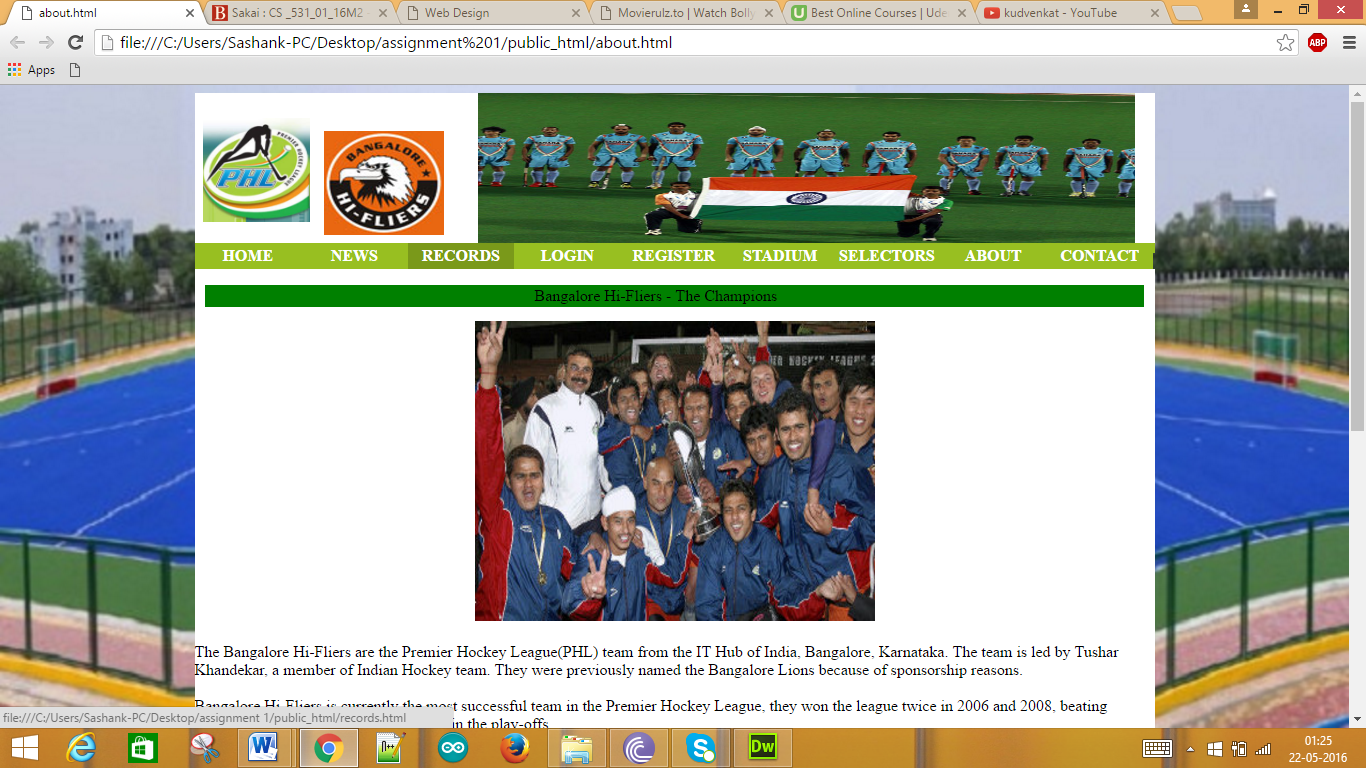 about.html
Sakai : CS _531_01_16M2
Web Design
Movierulz.to | Watch Bolly
Best Online Courses | Ude
kudvenkat - YouTube
file:///C:/Users/Sashank-PC/Desktop/assignment%201/public_html/about.html
ABP
Apps
PREMIER HOCKEY LEAGUE
PHL
BANGALORE
HI-FLIERS
HOME NEWS RECORDS LOGIN REGISTER STADIUM SELECTORS ABOUT CONTACT
Bangalore Hi-Fliers - The Champions
HOCKEY LEAGUE
The Bangalore Hi-Fliers are the Premier Hockey League(PHL) team from the IT Hub of India, Bangalore, Karnataka. The team is led by Tushar
Khandekar, a member of Indian Hockey team. They were previously named the Bangalore Lions because of sponsorship reasons.
Bangalore Hi-Fliers is currently the most successful team in the Premier Hockey League, they won the league twice in 2006 and 2008, beating
in the play-offs
file:///C:/Users/Sashank-PC/Desktop/assignment 1/public_html/records.html
Dw
01:25
22-05-2016